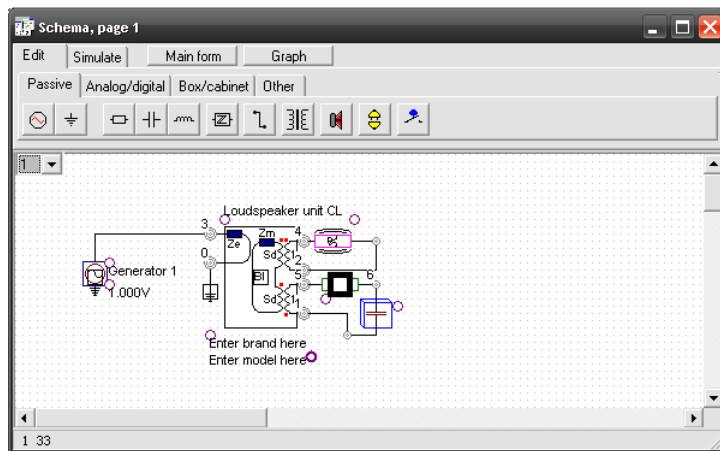 Schema, page 1
Edit Simulate Main form Graph
Passive Analog/digital Box/cabinet Other
1
Loudspeaker unit CL
3 Ze Zm 4
Sd 1
0 2
Generator 1 Bl 5 6
1.000V Sd 1
1
Enter brand here
Enter model here
1 33